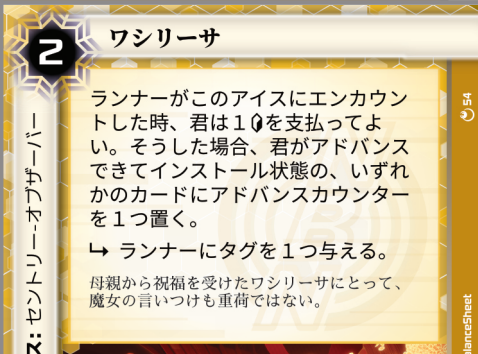 2
ワシリーサ
ランナーがこのアイスにエンカウン
トした時、君は1を支払ってよ
い。そうした場合、君がアドバンス
できてインストール状態の、いずれ
かのカードにアドバンスカウンター
を1つ置く。
↳ ランナーにタグを1つ与える。
母親から祝福を受けたワシリーサにとって、
魔女の言いつけも重荷ではない。
ス: セントリー-オブザーバー
54
lanceSheet